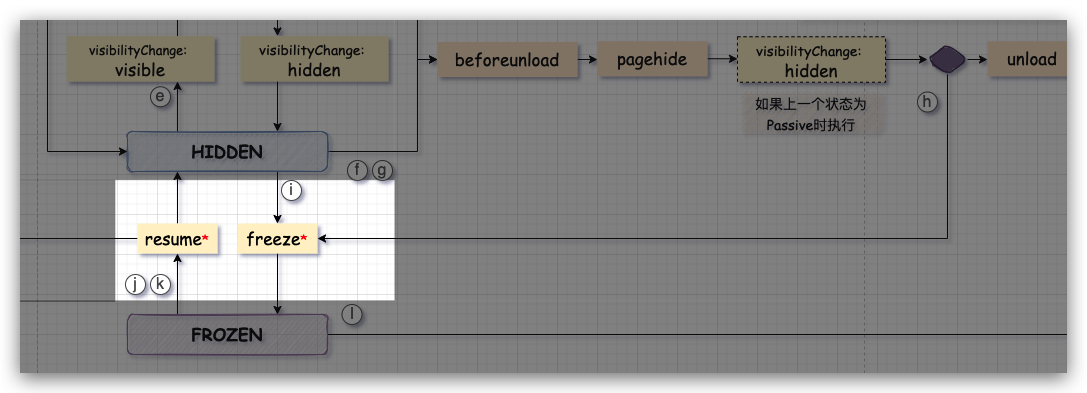 visibilityChange:
visible
visibilityChange:
hidden
beforeunload
pagehide
visibilityChange:
hidden
unload
e
h
如果上一个状态为
Passive时执行
HIDDEN
f g
i
resume*
freeze*
j k
l
FROZEN